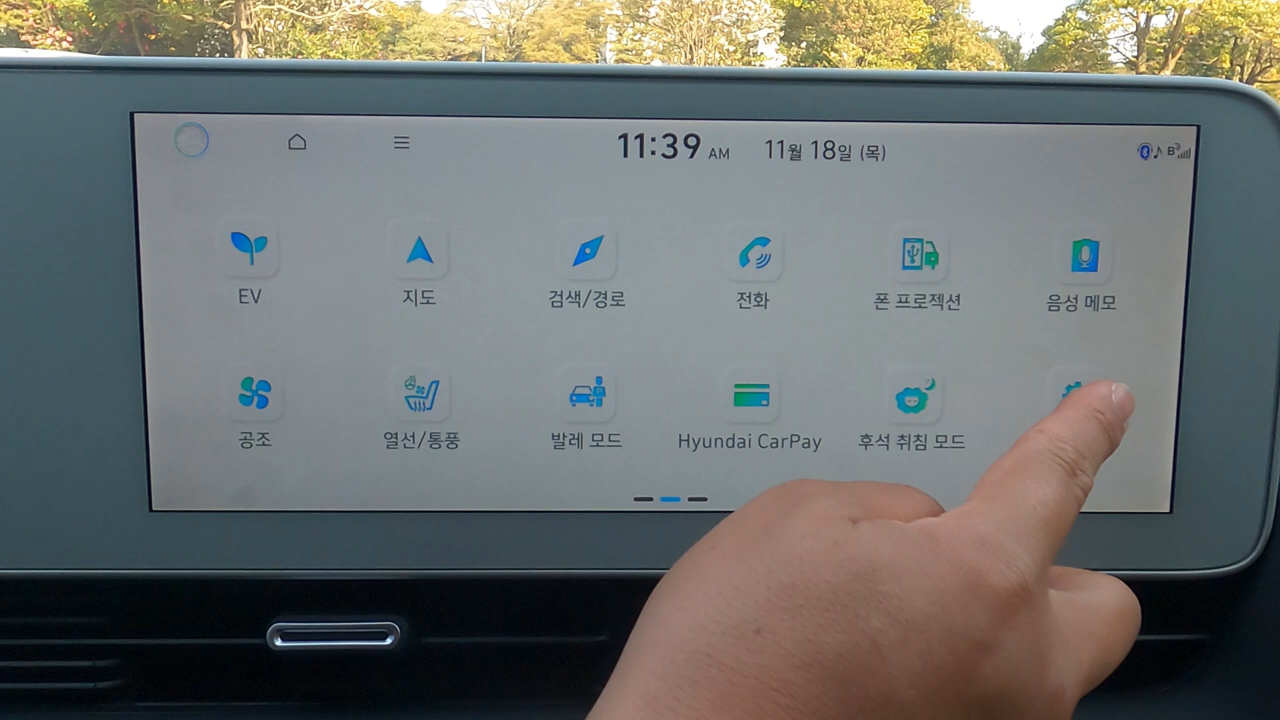 11:39 AM 11월 18일 (목)
EV 지도 검색/경로 전화 폰 프로젝션 음성 메모
공조 열선/통풍 발레 모드 Hyundai CarPay 후석 취침 모드